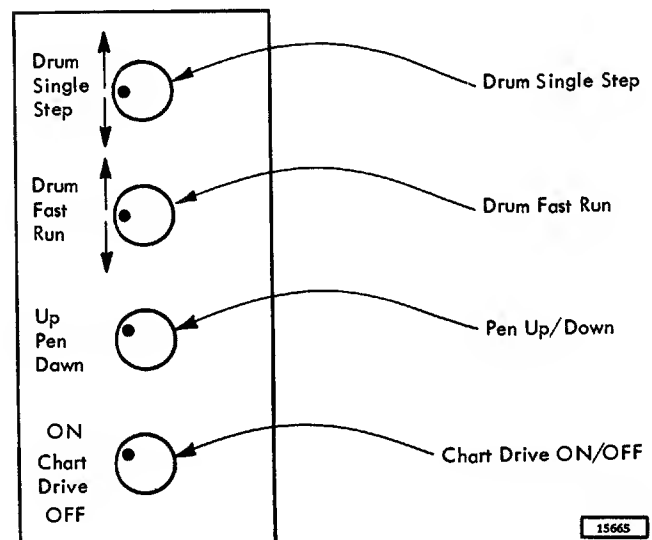 Drum
Single
Step
Drum Single Step
Drum
Fast
Run
Drum Fast Run
Up
Pen
Dawn
Pen Up/Down
ON
Chart
Drive
OFF
Chart Drive ON/OFF
15665